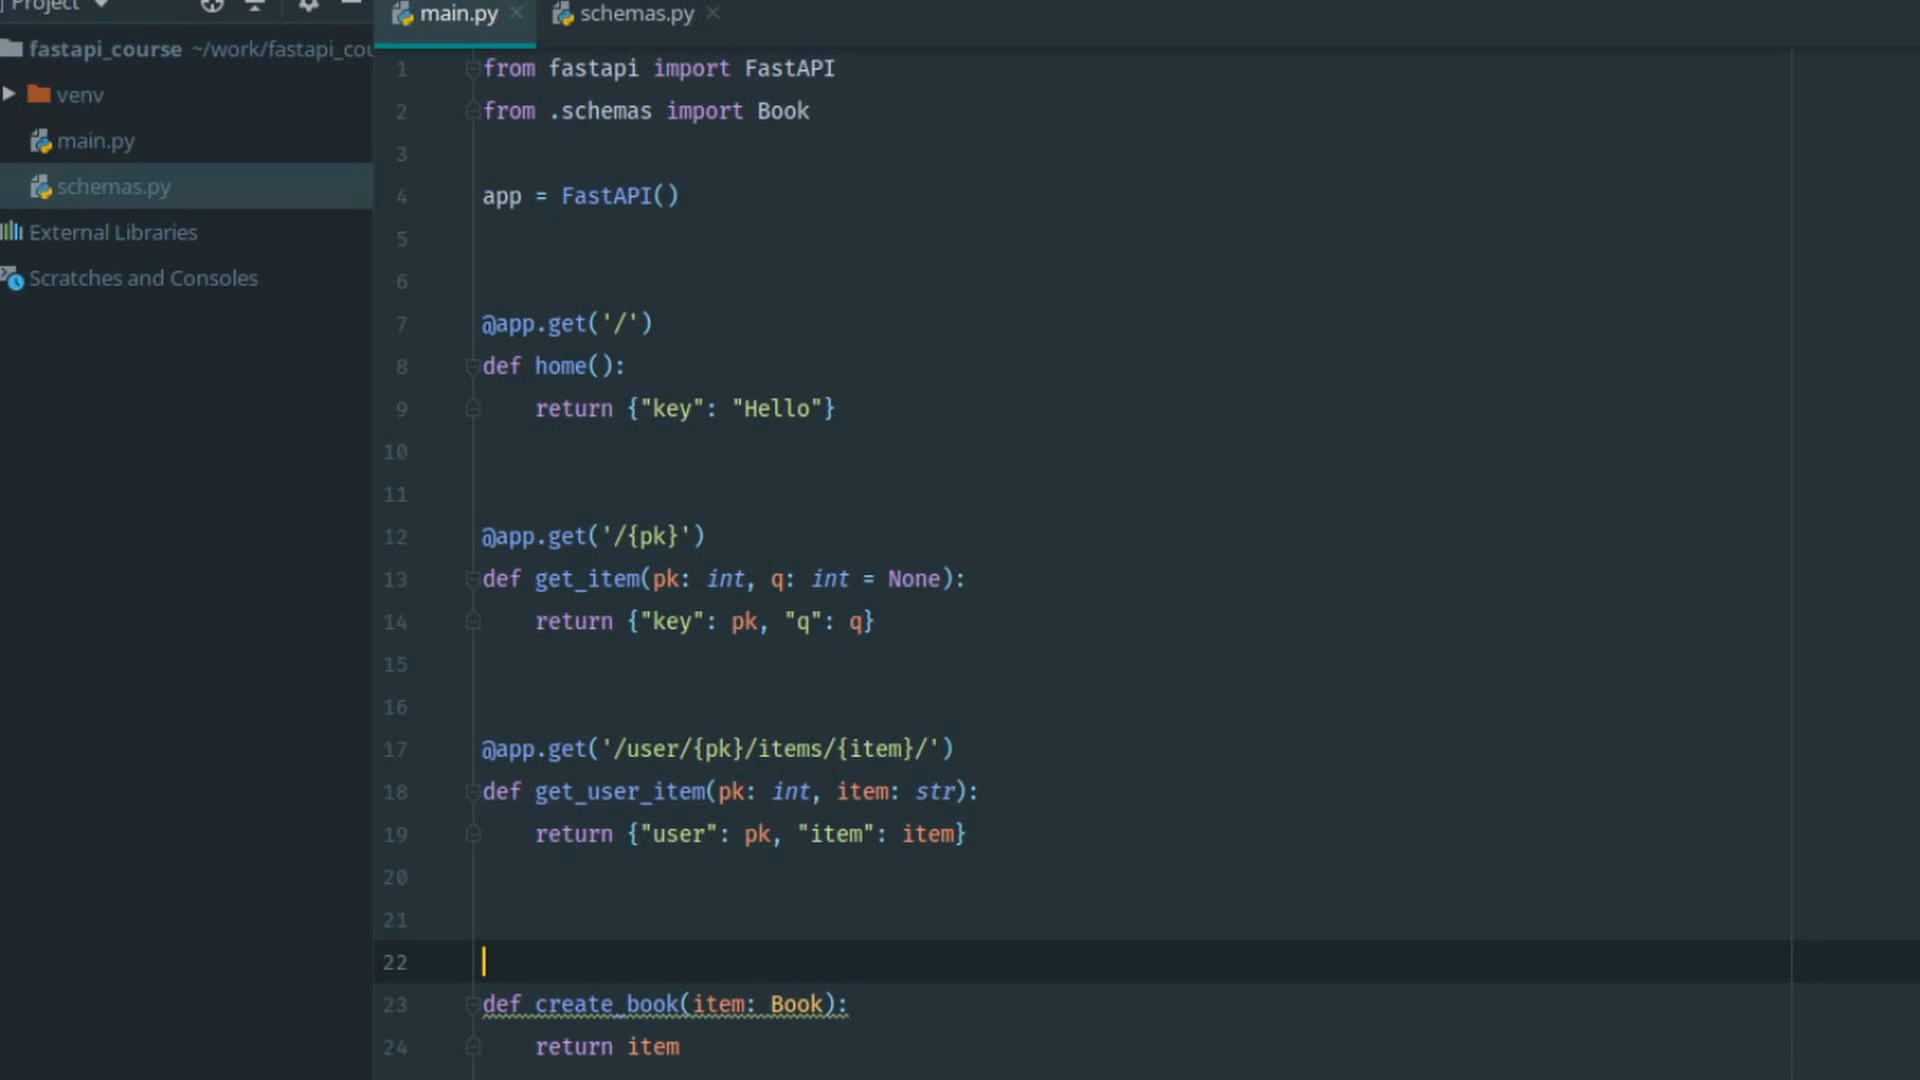 Project
fastapi_course ~/work/fastapi_cou
venv
main.py
schemas.py
External Libraries
Scratches and Consoles
main.py
schemas.py
1 from fastapi import FastAPI
2 from .schemas import Book
3
4 app = FastAPI()
5
6
7 @app.get('/')
8 def home():
9     return {"key": "Hello"}
10
11
12 @app.get('/{pk}')
13 def get_item(pk: int, q: int = None):
14     return {"key": pk, "q": q}
15
16
17 @app.get('/user/{pk}/items/{item}/')
18 def get_user_item(pk: int, item: str):
19     return {"user": pk, "item": item}
20
21
22
23 def create_book(item: Book):
24     return item